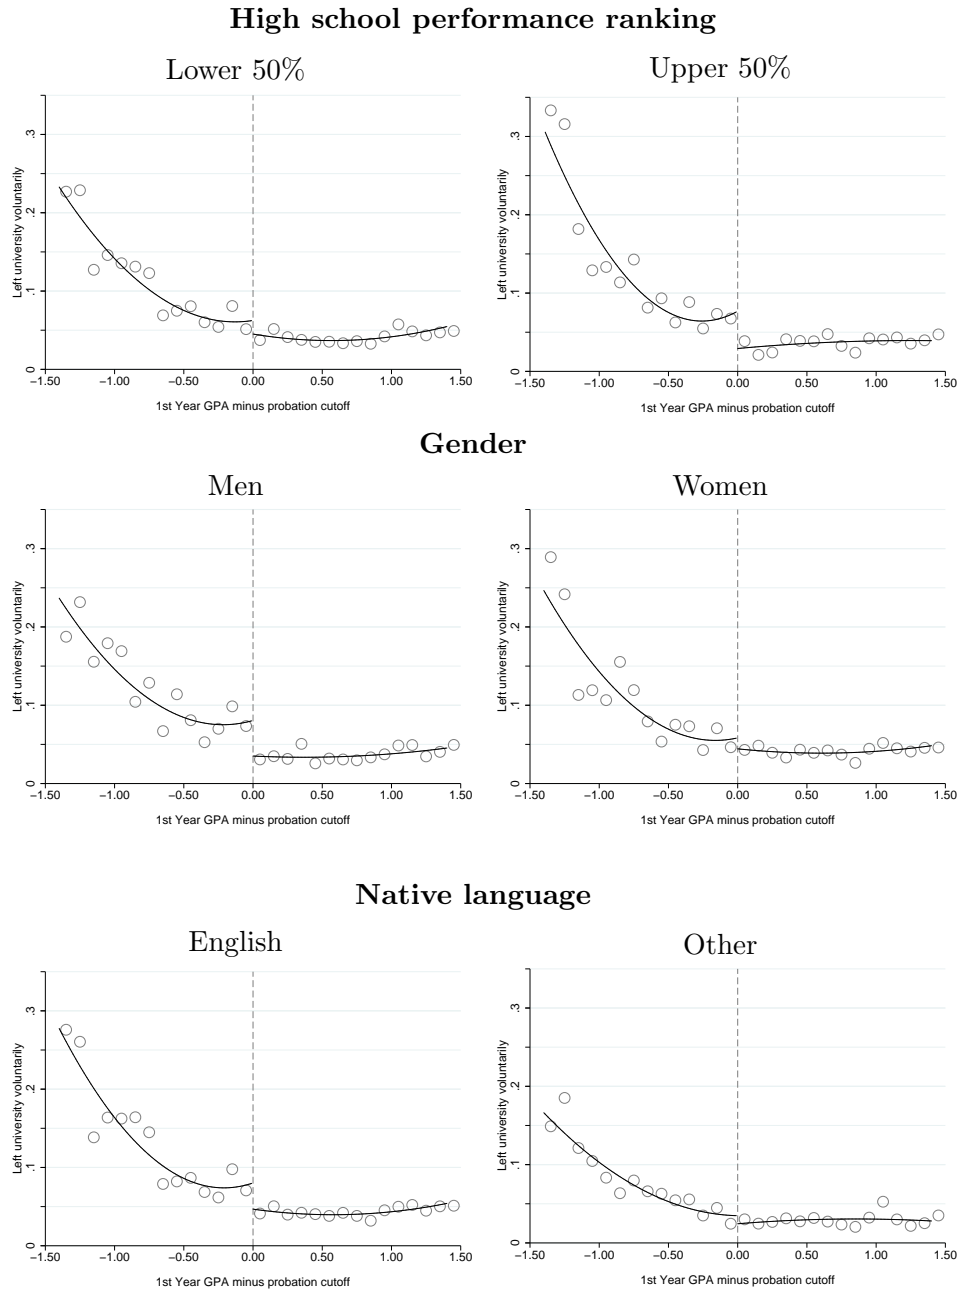 High school performance ranking
Lower 50%
Upper 50%
Left university voluntarily
0 .1 .2 .3
−1.50 −1.00 −0.50 0.00 0.50 1.00 1.50
1st Year GPA minus probation cutoff
Left university voluntarily
0 .1 .2 .3
−1.50 −1.00 −0.50 0.00 0.50 1.00 1.50
1st Year GPA minus probation cutoff
Gender
Men
Women
Left university voluntarily
0 .1 .2 .3
−1.50 −1.00 −0.50 0.00 0.50 1.00 1.50
1st Year GPA minus probation cutoff
Left university voluntarily
0 .1 .2 .3
−1.50 −1.00 −0.50 0.00 0.50 1.00 1.50
1st Year GPA minus probation cutoff
Native language
English
Other
Left university voluntarily
0 .1 .2 .3
−1.50 −1.00 −0.50 0.00 0.50 1.00 1.50
1st Year GPA minus probation cutoff
Left university voluntarily
0 .1 .2 .3
−1.50 −1.00 −0.50 0.00 0.50 1.00 1.50
1st Year GPA minus probation cutoff